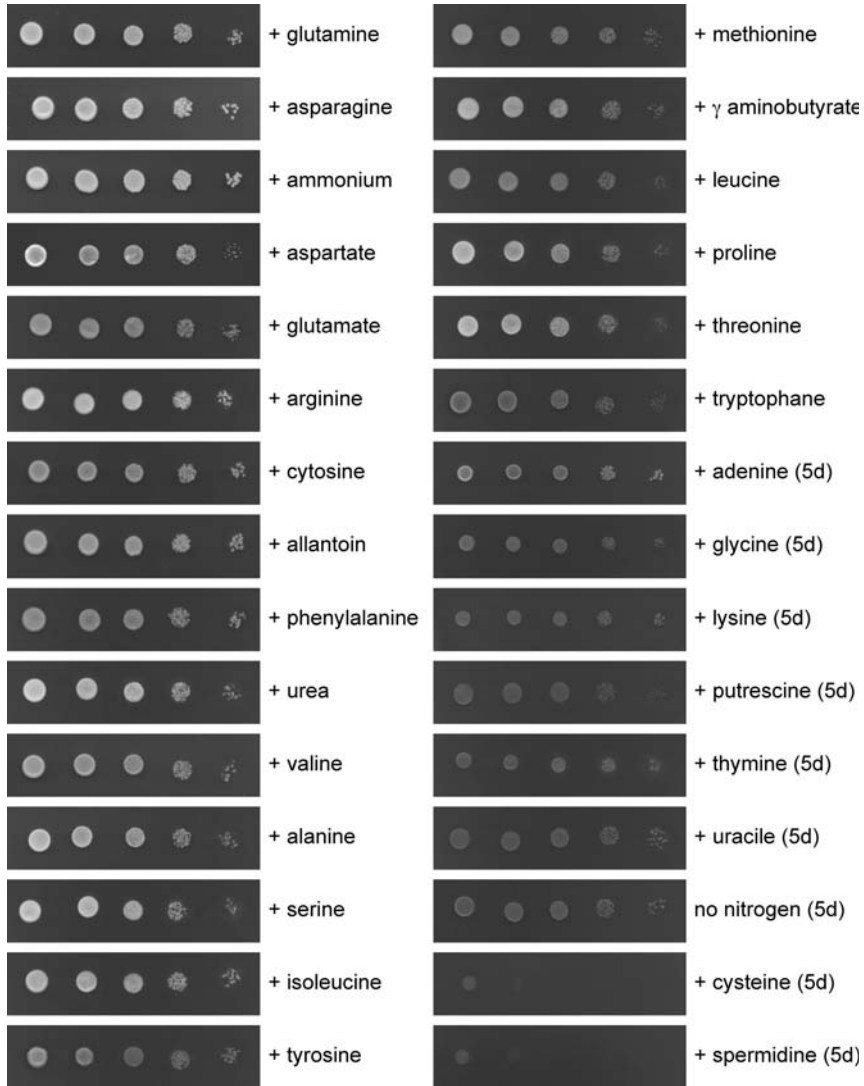 + glutamine
+ asparagine
+ ammonium
+ aspartate
+ glutamate
+ arginine
+ cytosine
+ allantoin
+ phenylalanine
+ urea
+ valine
+ alanine
+ serine
+ isoleucine
+ tyrosine
+ methionine
+ γ aminobutyrate
+ leucine
+ proline
+ threonine
+ tryptophane
+ adenine (5d)
+ glycine (5d)
+ lysine (5d)
+ putrescine (5d)
+ thymine (5d)
+ uracile (5d)
no nitrogen (5d)
+ cysteine (5d)
+ spermidine (5d)